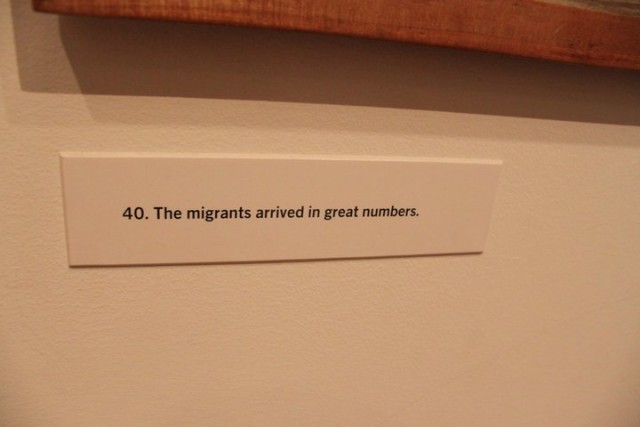 40. The migrants arrived in great numbers.